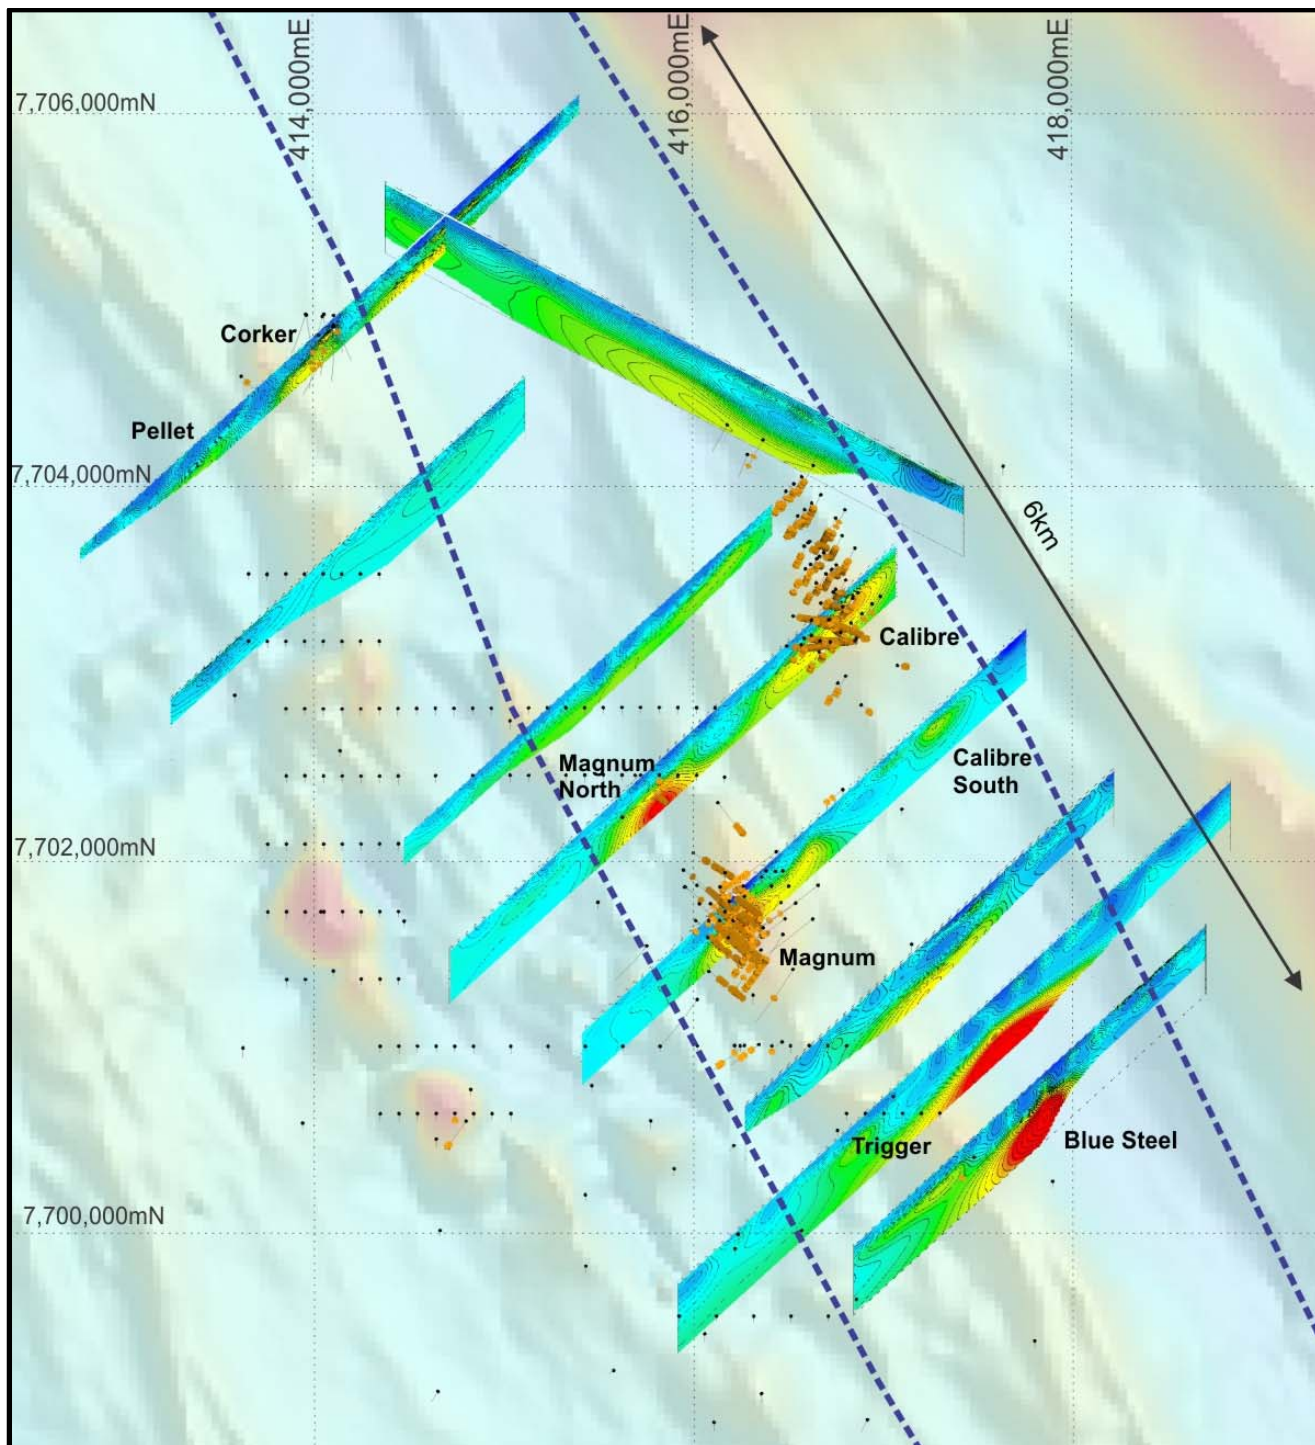 414,000mE
416,000mE
418,000mE
7,706,000mN
Corker
Pellet
7,704,000mN
6km
Calibre
Magnum
North
Calibre
South
7,702,000mN
Magnum
Trigger
Blue Steel
7,700,000mN